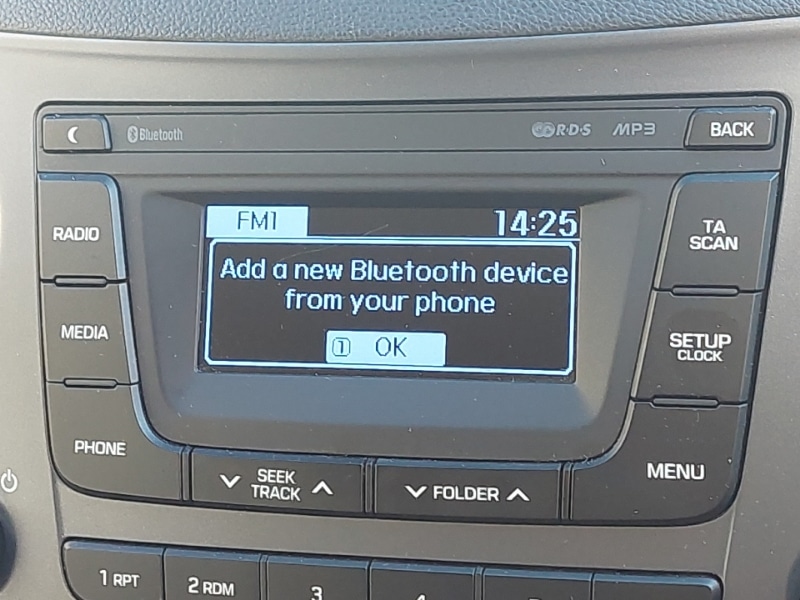 Bluetooth
R·D·S
MP3
BACK
RADIO
FM1
14:25
TA
SCAN
Add a new Bluetooth device
from your phone
1 OK
MEDIA
SETUP
CLOCK
PHONE
SEEK
TRACK
FOLDER
MENU
1 RPT
2 RDM
3